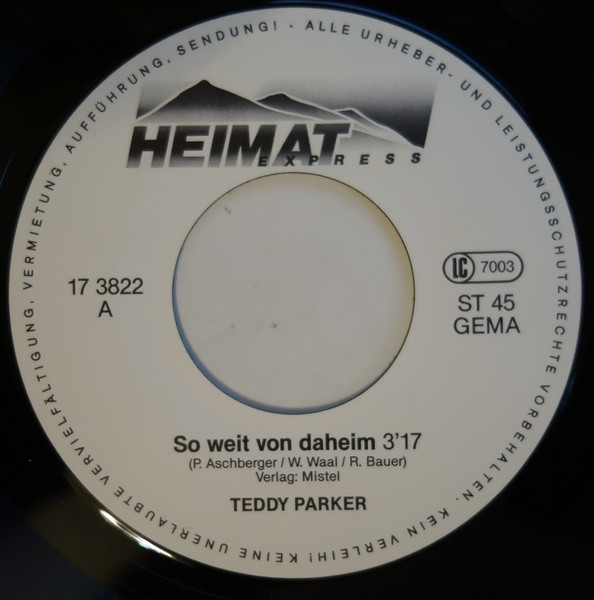 ALLE URHEBER- UND LEISTUNGSSCHUTZRECHTE VORBEHALTEN. KEIN VERLEIH! KEINE UNERLAUBTE VERVIELFÄLTIGUNG, VERMIETUNG, AUFFÜHRUNG, SENDUNG! ·
HEIMAT
EXPRESS
17 3822
A
LC 7003
ST 45
GEMA
So weit von daheim 3'17
(P. Aschberger / W. Waal / R. Bauer)
Verlag: Mistel
TEDDY PARKER